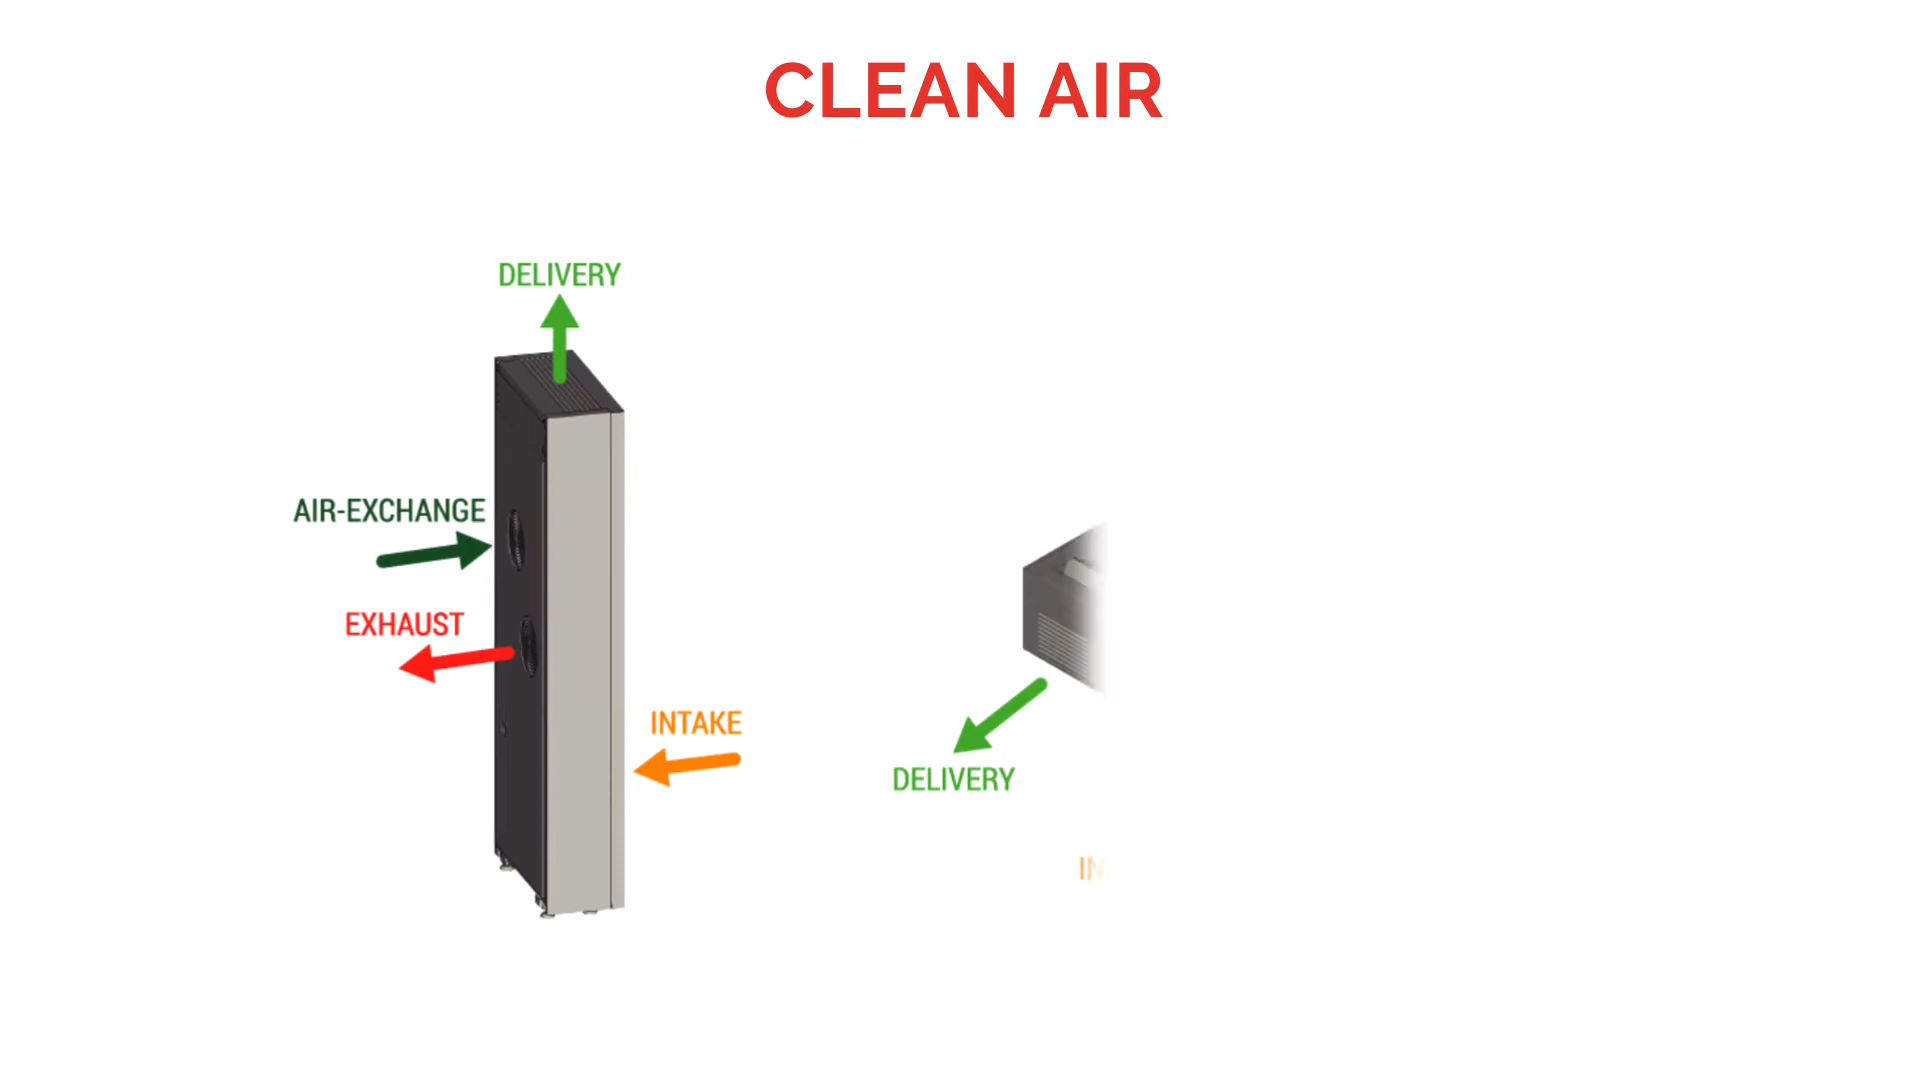 CLEAN AIR
DELIVERY
AIR-EXCHANGE
EXHAUST
INTAKE
DELIVERY